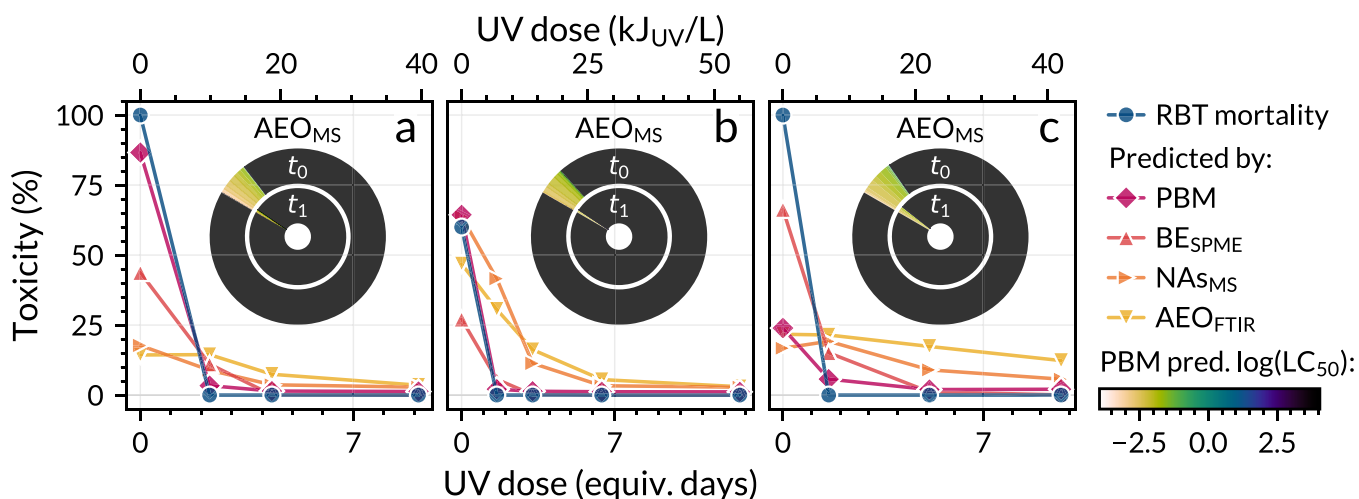 UV dose (kJUV/L)
0 20 40 0 25 50 0 20 40
AEOMS a AEOMS b AEOMS c
t0 t0 t0
t1 t1 t1
100
75
50
25
0
Toxicity (%)
0 7 0 7 0 7
UV dose (equiv. days)
RBT mortality
Predicted by:
PBM
BESPME
NAsMS
AEOFTIR
PBM pred. log(LC50):
−2.5 0.0 2.5